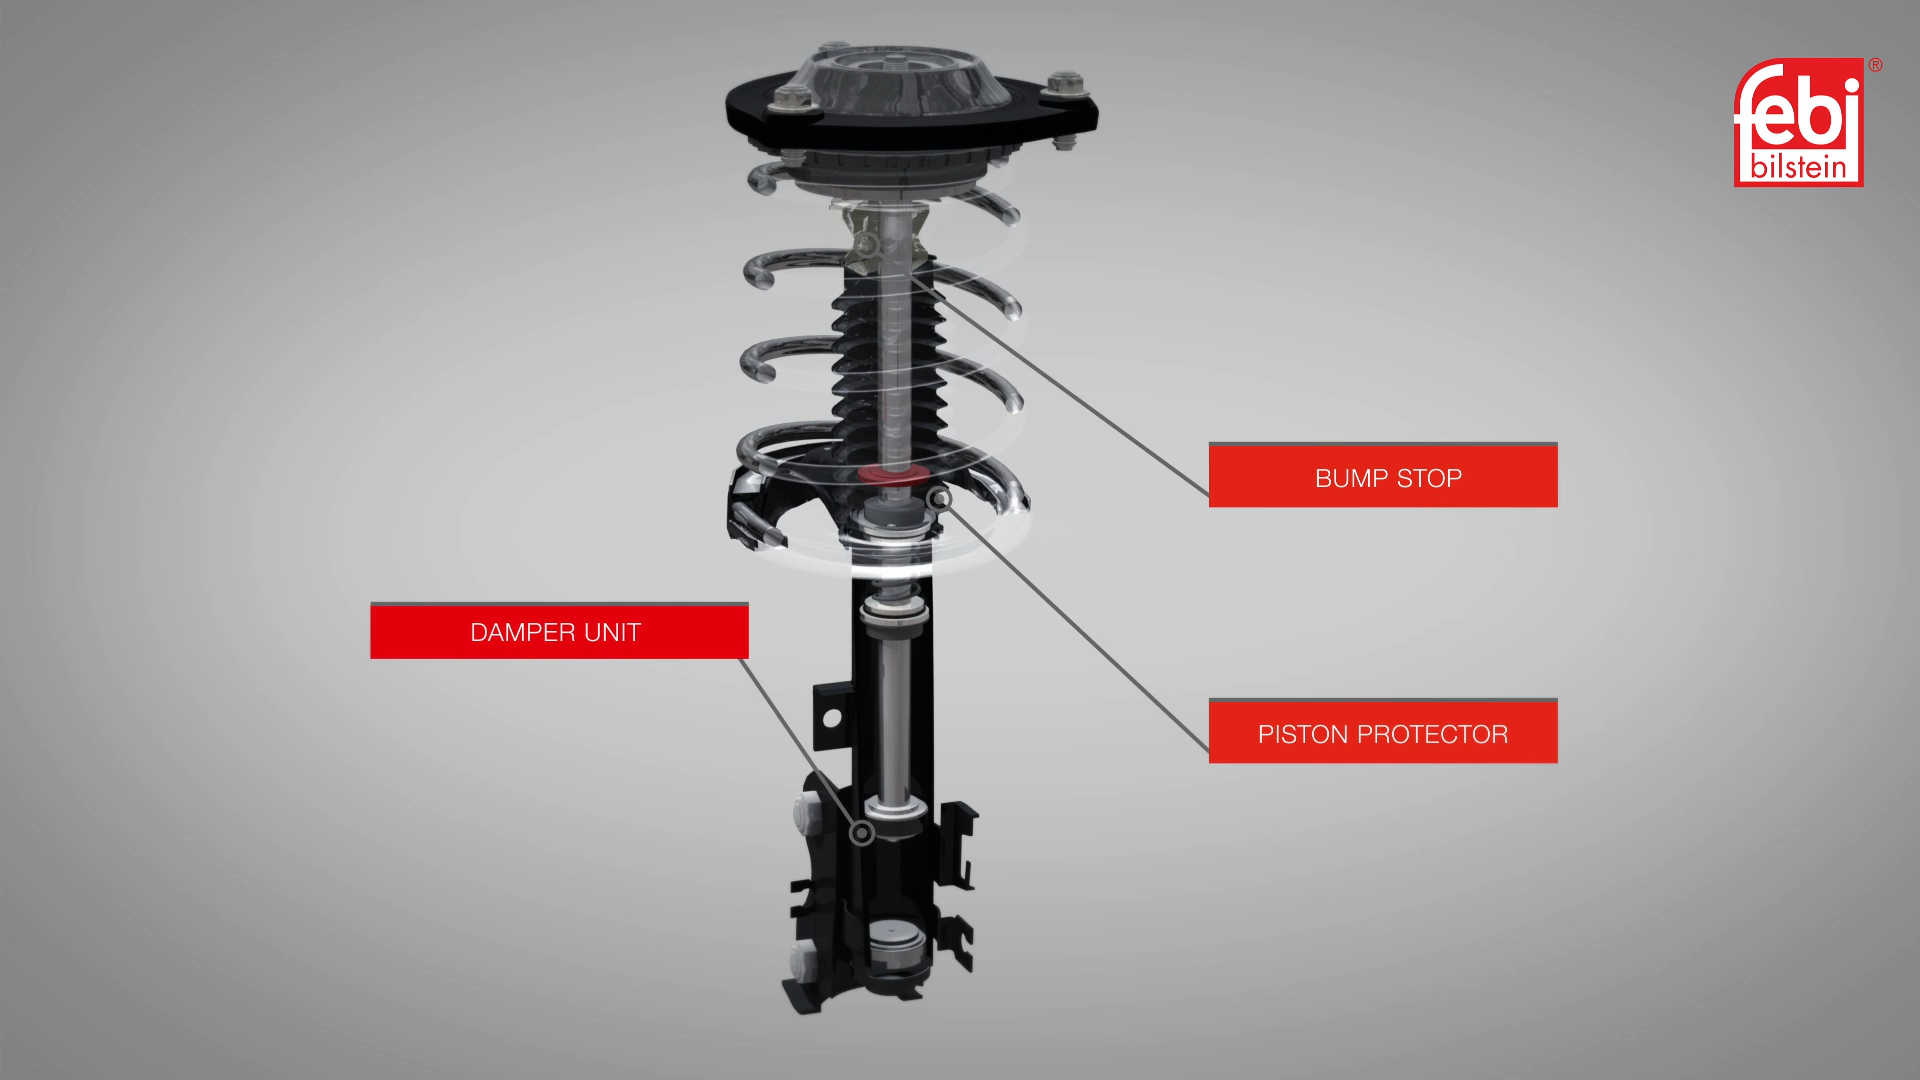 febi
®
bilstein
BUMP STOP
DAMPER UNIT
PISTON PROTECTOR